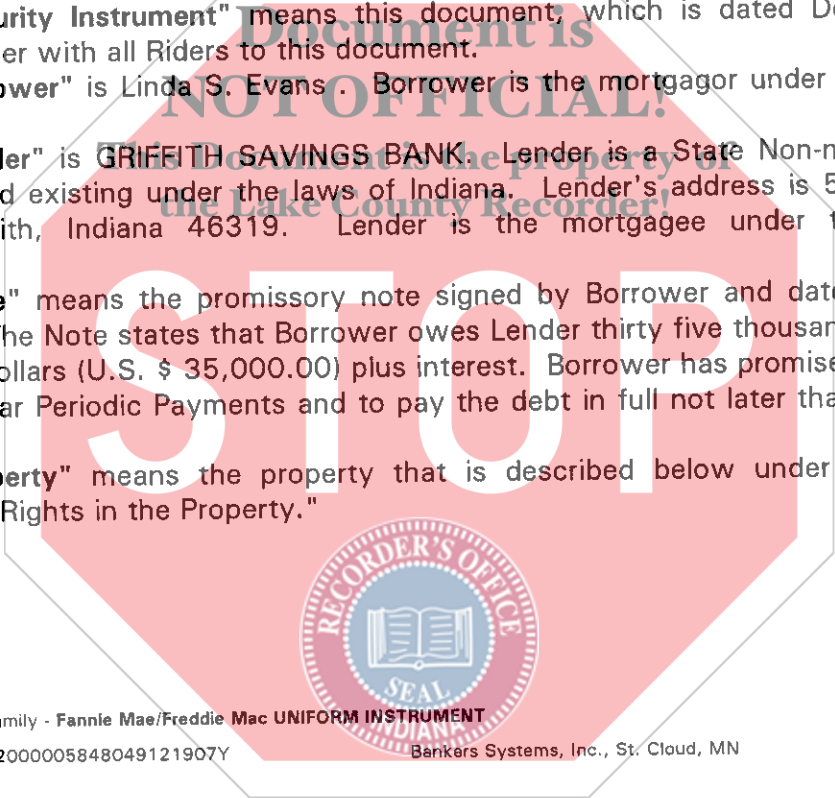 urity Instrument" means this document, which is dated De
Document is
er with all Riders to this document.
ower" is Linda S. Evans . Borrower is the mortgagor under
NOT OFFICIAL!
der" is GRIFFITH SAVINGS BANK. Lender is a State Non-m
This Document is the property of
d existing under the laws of Indiana. Lender's address is 5
the Lake County Recorder!
ith, Indiana 46319. Lender is the mortgagee under t
e" means the promissory note signed by Borrower and date
he Note states that Borrower owes Lender thirty five thousan
ollars (U.S. $ 35,000.00) plus interest. Borrower has promise
ar Periodic Payments and to pay the debt in full not later tha
STOP
perty" means the property that is described below under
Rights in the Property."
RECORDER'S OFFICE
SEAL
INDIANA
mily - Fannie Mae/Freddie Mac UNIFORM INSTRUMENT
2000005848049121907Y
Bankers Systems, Inc., St. Cloud, MN